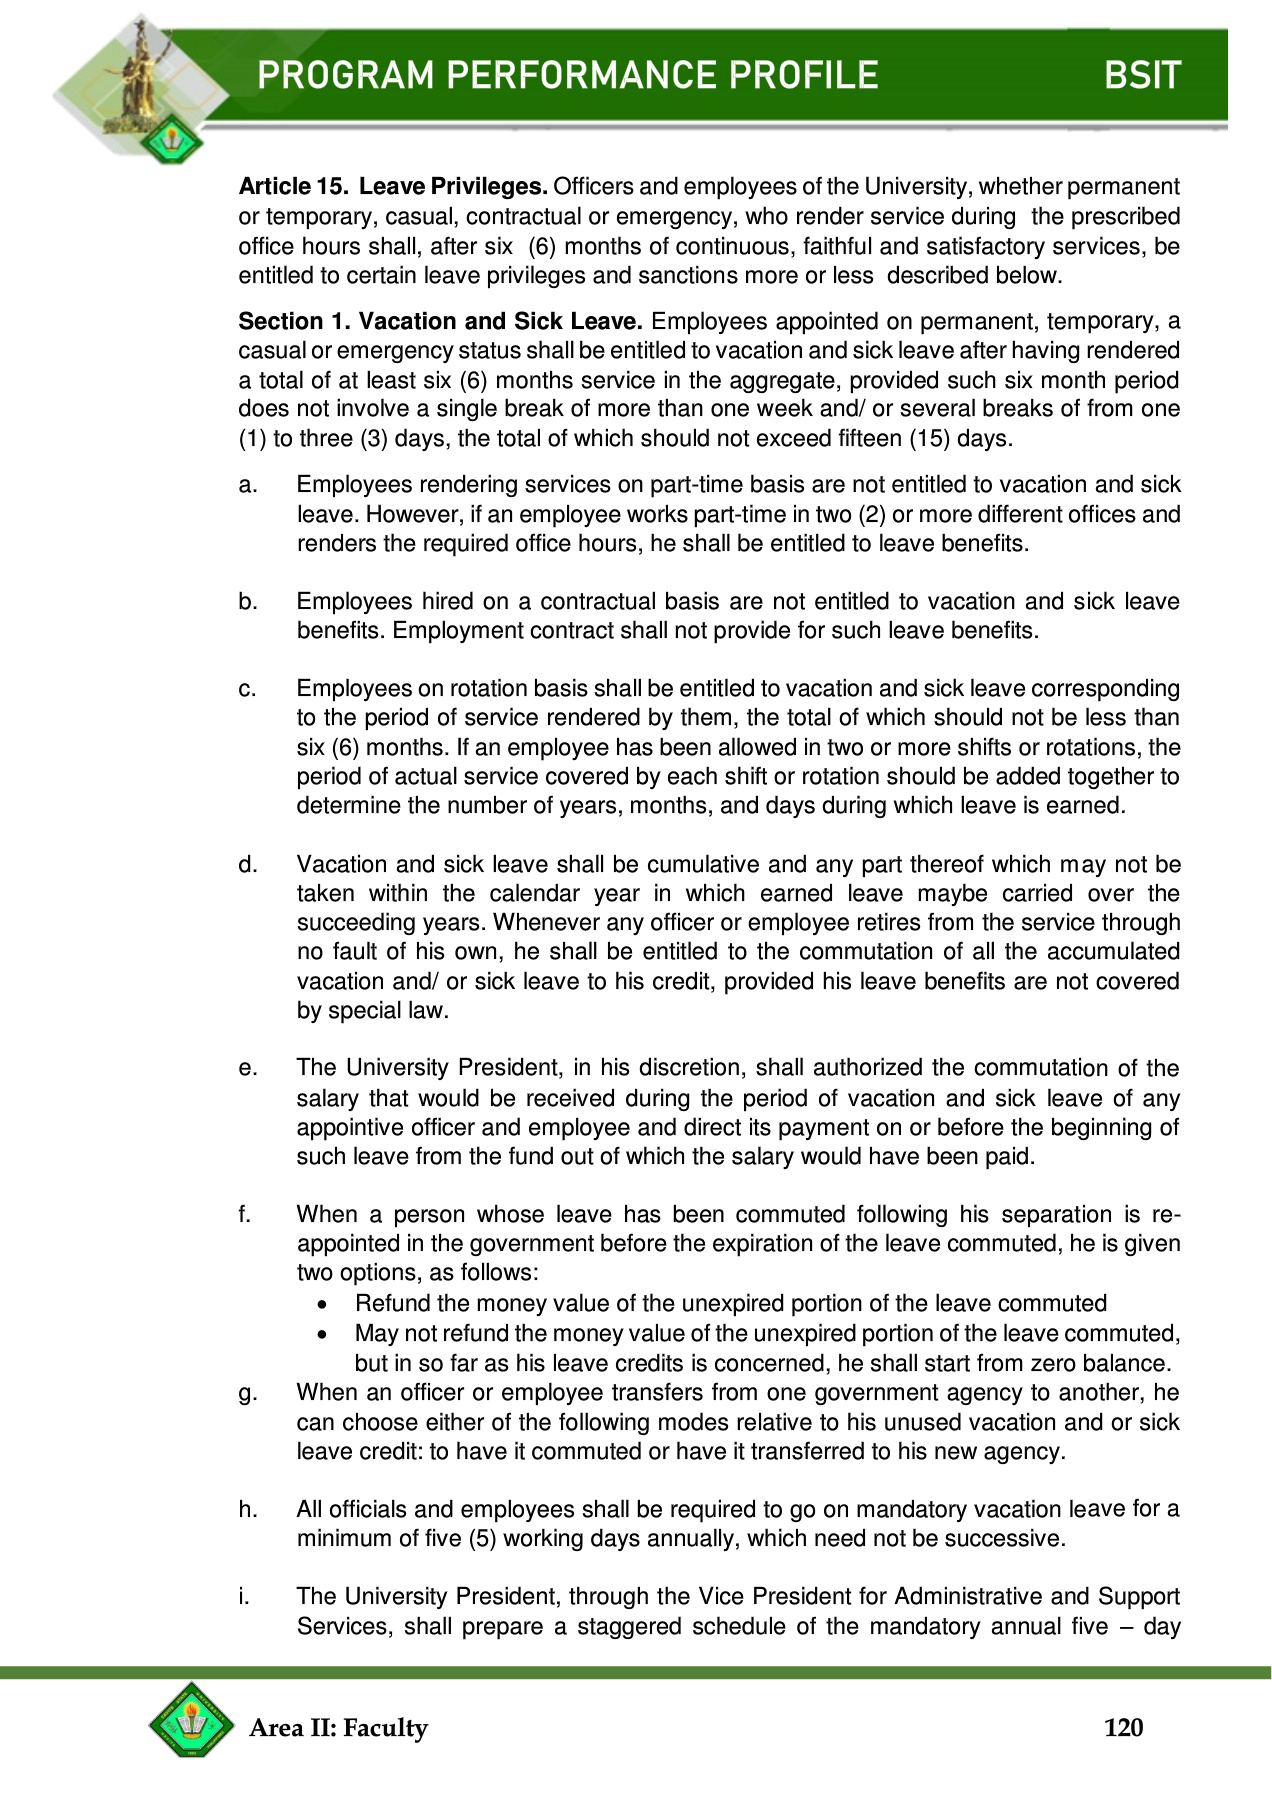 PROGRAM PERFORMANCE PROFILE BSIT
Article 15. Leave Privileges. Officers and employees of the University, whether permanent
or temporary, casual, contractual or emergency, who render service during the prescribed
office hours shall, after six (6) months of continuous, faithful and satisfactory services, be
entitled to certain leave privileges and sanctions more or less described below.
Section 1. Vacation and Sick Leave. Employees appointed on permanent, temporary, a
casual or emergency status shall be entitled to vacation and sick leave after having rendered
a total of at least six (6) months service in the aggregate, provided such six month period
does not involve a single break of more than one week and/ or several breaks of from one
(1) to three (3) days, the total of which should not exceed fifteen (15) days.
a. Employees rendering services on part-time basis are not entitled to vacation and sick
leave. However, if an employee works part-time in two (2) or more different offices and
renders the required office hours, he shall be entitled to leave benefits.
b. Employees hired on a contractual basis are not entitled to vacation and sick leave
benefits. Employment contract shall not provide for such leave benefits.
c. Employees on rotation basis shall be entitled to vacation and sick leave corresponding
to the period of service rendered by them, the total of which should not be less than
six (6) months. If an employee has been allowed in two or more shifts or rotations, the
period of actual service covered by each shift or rotation should be added together to
determine the number of years, months, and days during which leave is earned.
d. Vacation and sick leave shall be cumulative and any part thereof which may not be
taken within the calendar year in which earned leave maybe carried over the
succeeding years. Whenever any officer or employee retires from the service through
no fault of his own, he shall be entitled to the commutation of all the accumulated
vacation and/ or sick leave to his credit, provided his leave benefits are not covered
by special law.
e. The University President, in his discretion, shall authorized the commutation of the
salary that would be received during the period of vacation and sick leave of any
appointive officer and employee and direct its payment on or before the beginning of
such leave from the fund out of which the salary would have been paid.
f. When a person whose leave has been commuted following his separation is re-
appointed in the government before the expiration of the leave commuted, he is given
two options, as follows:
• Refund the money value of the unexpired portion of the leave commuted
• May not refund the money value of the unexpired portion of the leave commuted,
but in so far as his leave credits is concerned, he shall start from zero balance.
g. When an officer or employee transfers from one government agency to another, he
can choose either of the following modes relative to his unused vacation and or sick
leave credit: to have it commuted or have it transferred to his new agency.
h. All officials and employees shall be required to go on mandatory vacation leave for a
minimum of five (5) working days annually, which need not be successive.
i. The University President, through the Vice President for Administrative and Support
Services, shall prepare a staggered schedule of the mandatory annual five – day
Area II: Faculty 120